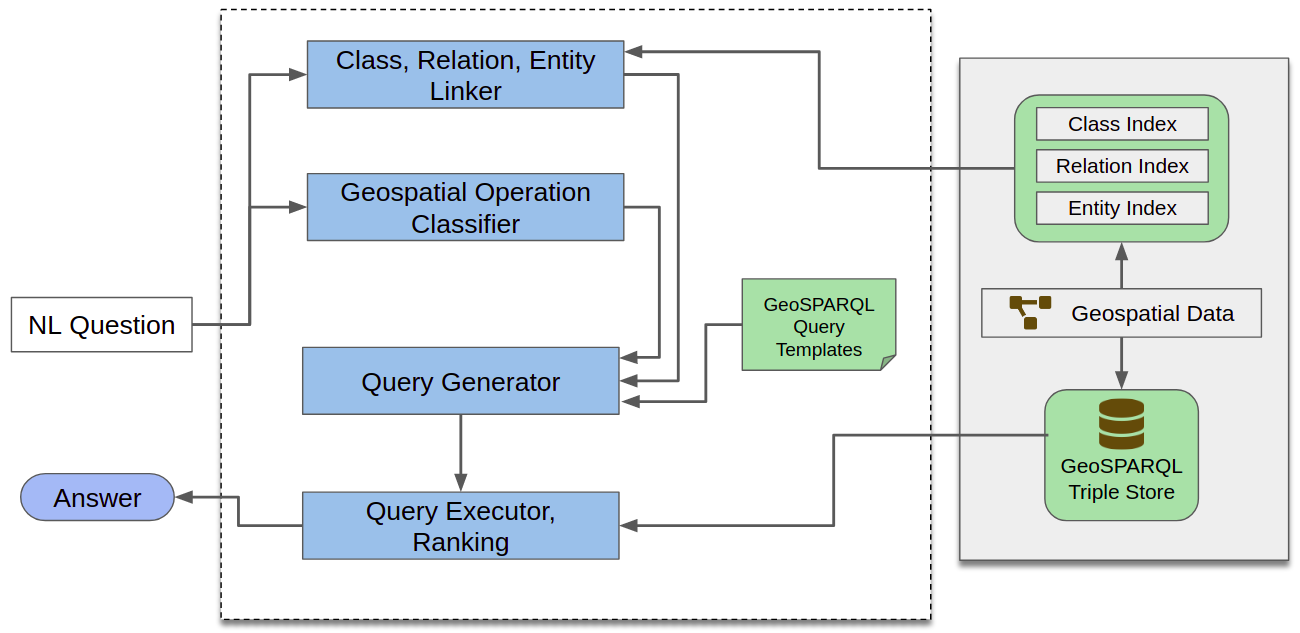 Class, Relation, Entity
Linker
Geospatial Operation
Classifier
NL Question
Query Generator
GeoSPARQL
Query
Templates
Answer
Query Executor,
Ranking
Class Index
Relation Index
Entity Index
Geospatial Data
GeoSPARQL
Triple Store